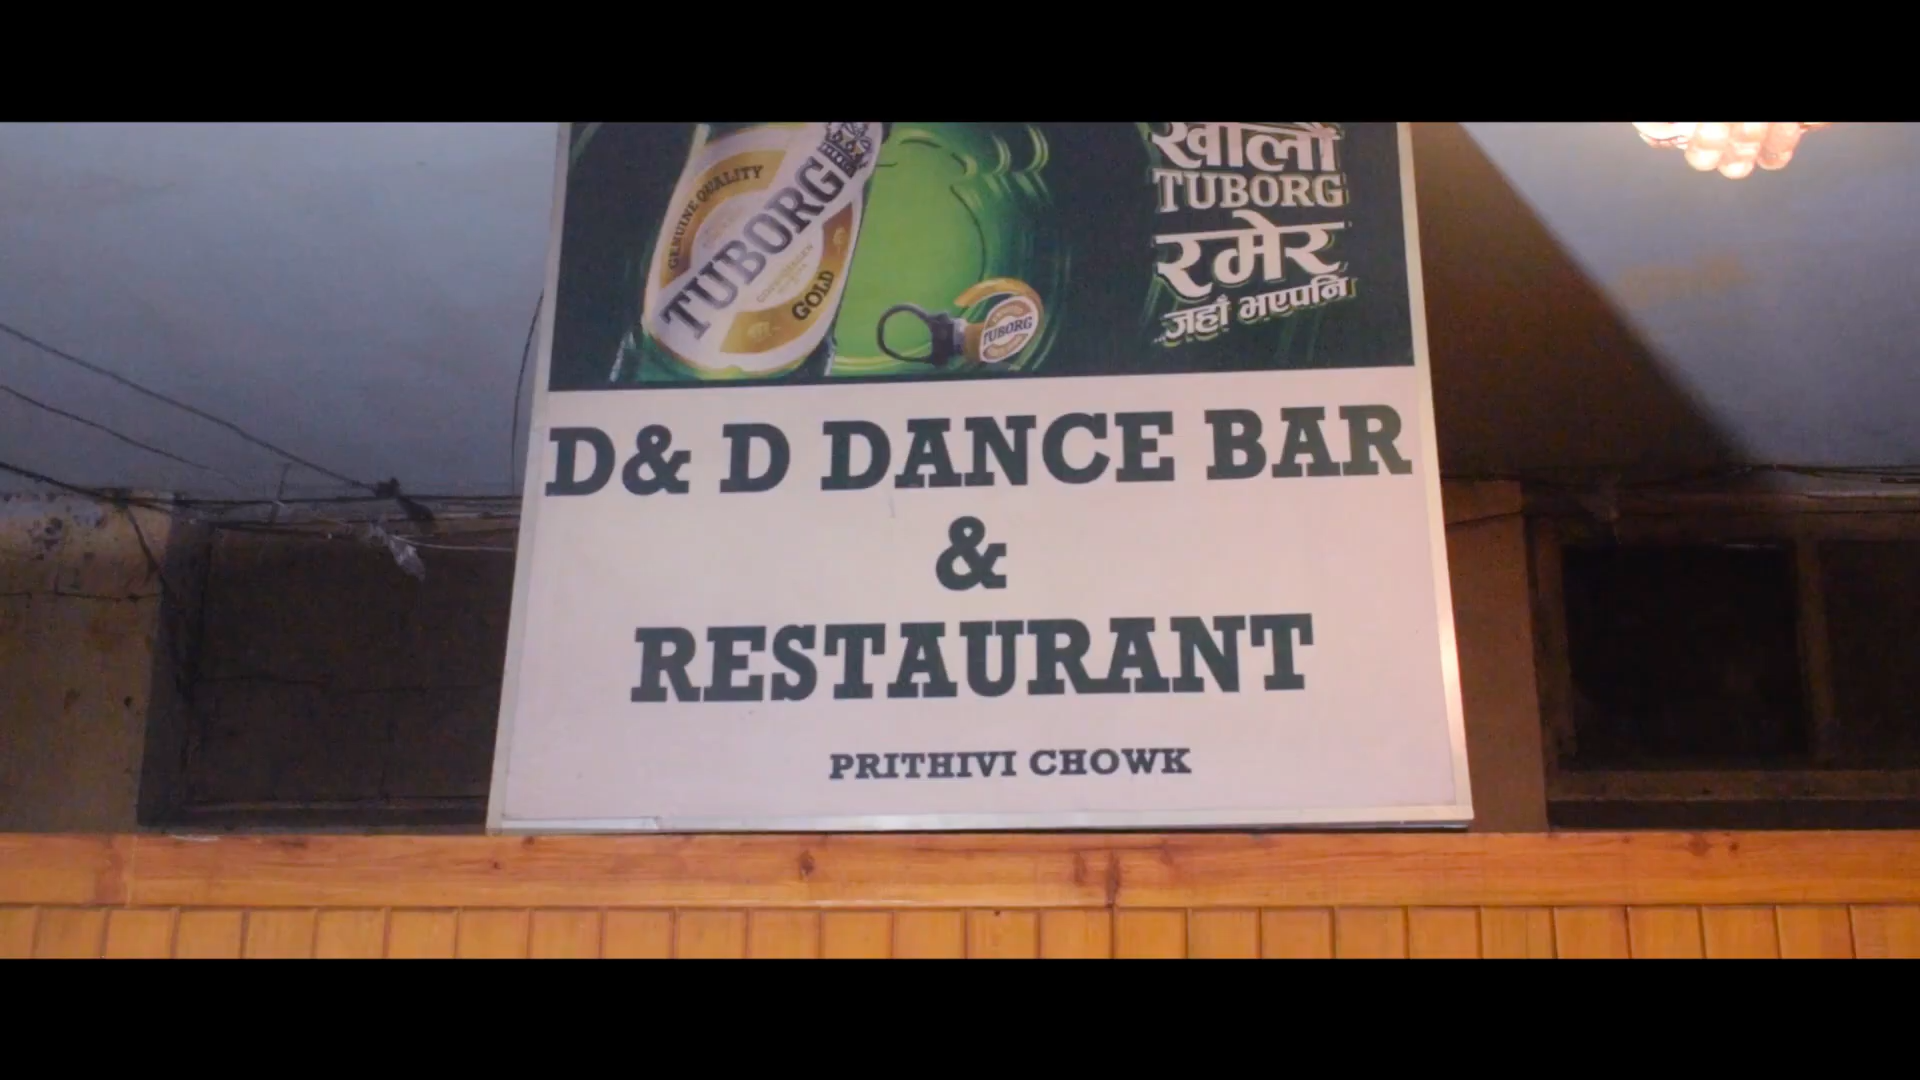 GENUINE QUALITY
TUBORG
GOLD
TUBORG
खोलौं
TUBORG
रमेर
जहाँ भएपनि
D& D DANCE BAR
&
RESTAURANT
PRITHIVI CHOWK